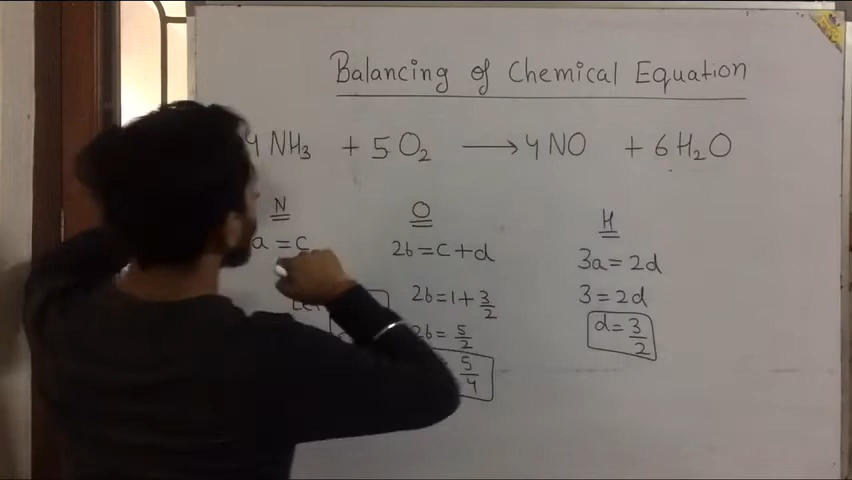 Balancing of Chemical Equation
4 NH₃ + 5 O₂ → 4 NO + 6 H₂O
N
a = c
O
2b = c + d
2b = 1 + 3/2
2b = 5/2
5/4
H
3a = 2d
3 = 2d
d = 3/2